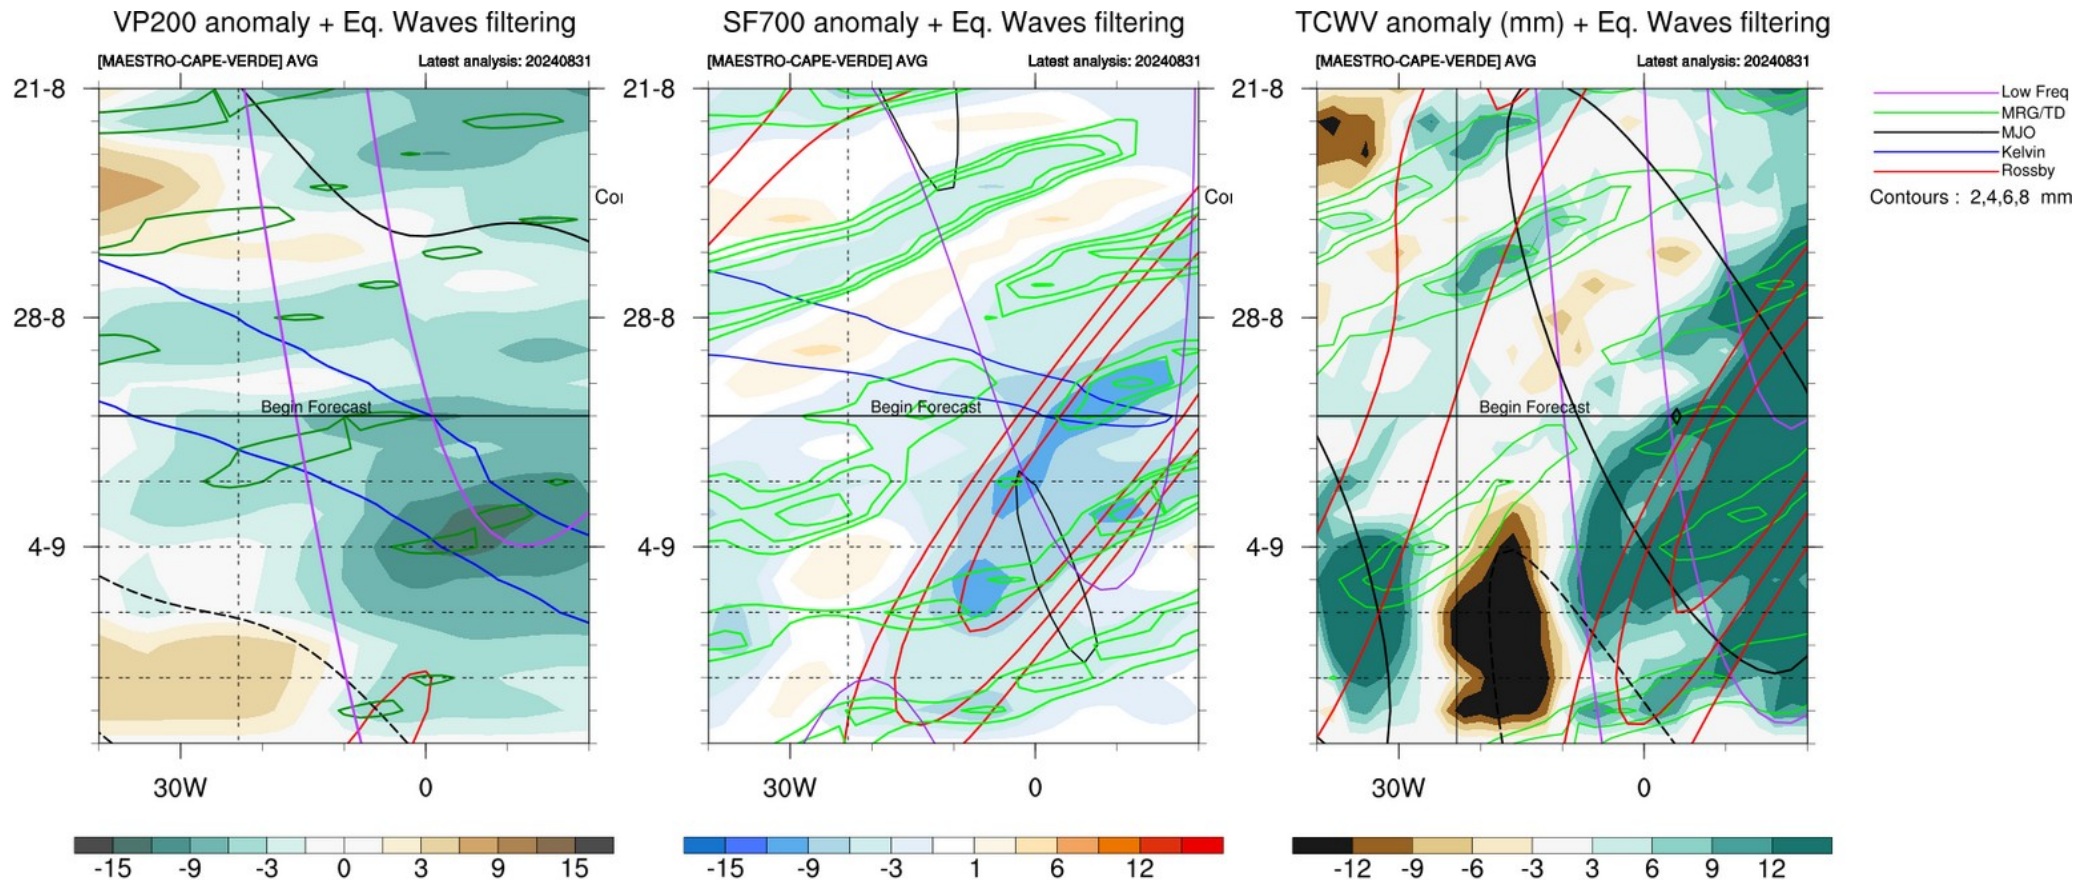 VP200 anomaly + Eq. Waves filtering
[MAESTRO-CAPE-VERDE] AVG
Latest analysis: 20240831
21-8
28-8
4-9
Begin Forecast
30W
0
-15
-9
-3
0
3
9
15
Coı
SF700 anomaly + Eq. Waves filtering
[MAESTRO-CAPE-VERDE] AVG
Latest analysis: 20240831
21-8
28-8
4-9
Begin Forecast
30W
0
-15
-9
-3
1
6
12
Coı
TCWV anomaly (mm) + Eq. Waves filtering
[MAESTRO-CAPE-VERDE] AVG
Latest analysis: 20240831
21-8
28-8
4-9
Begin Forecast
30W
0
-12
-9
-6
-3
3
6
9
12
Low Freq
MRG/TD
MJO
Kelvin
Rossby
Contours : 2,4,6,8 mm